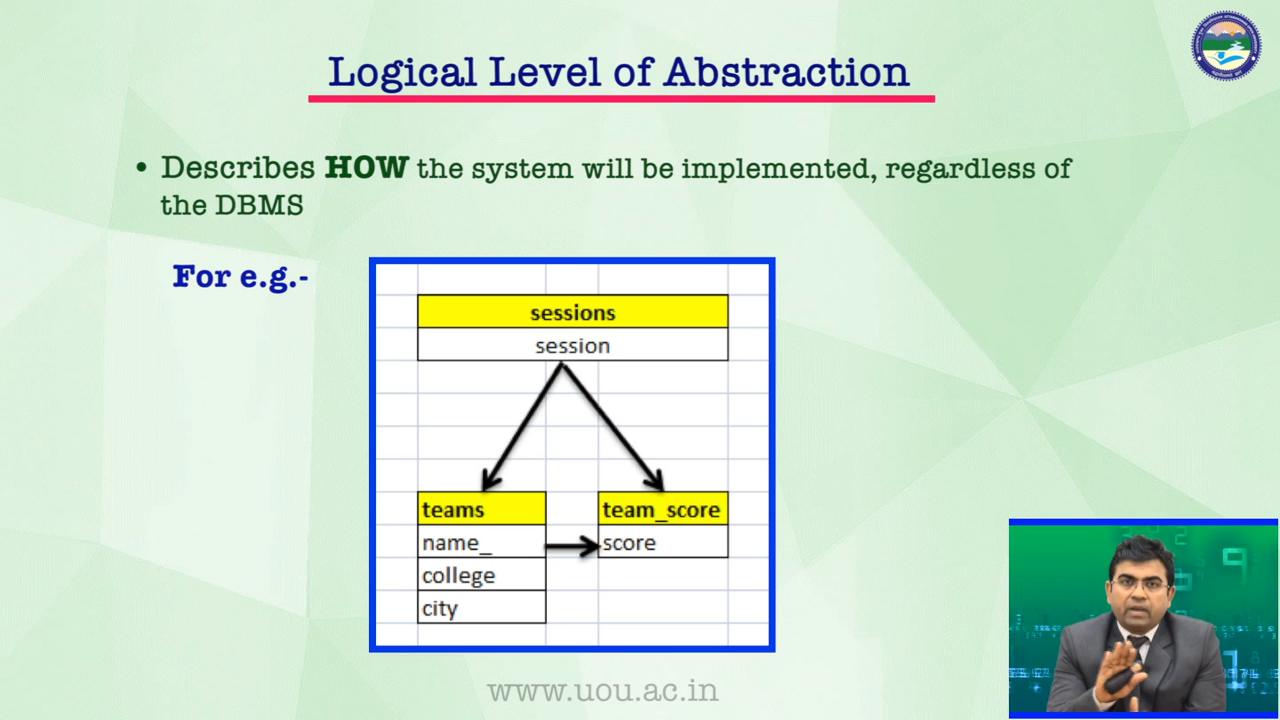 Logical Level of Abstraction
• Describes HOW the system will be implemented, regardless of
the DBMS
For e.g.-
sessions
session
teams
name_
college
city
team_score
score
www.uou.ac.in